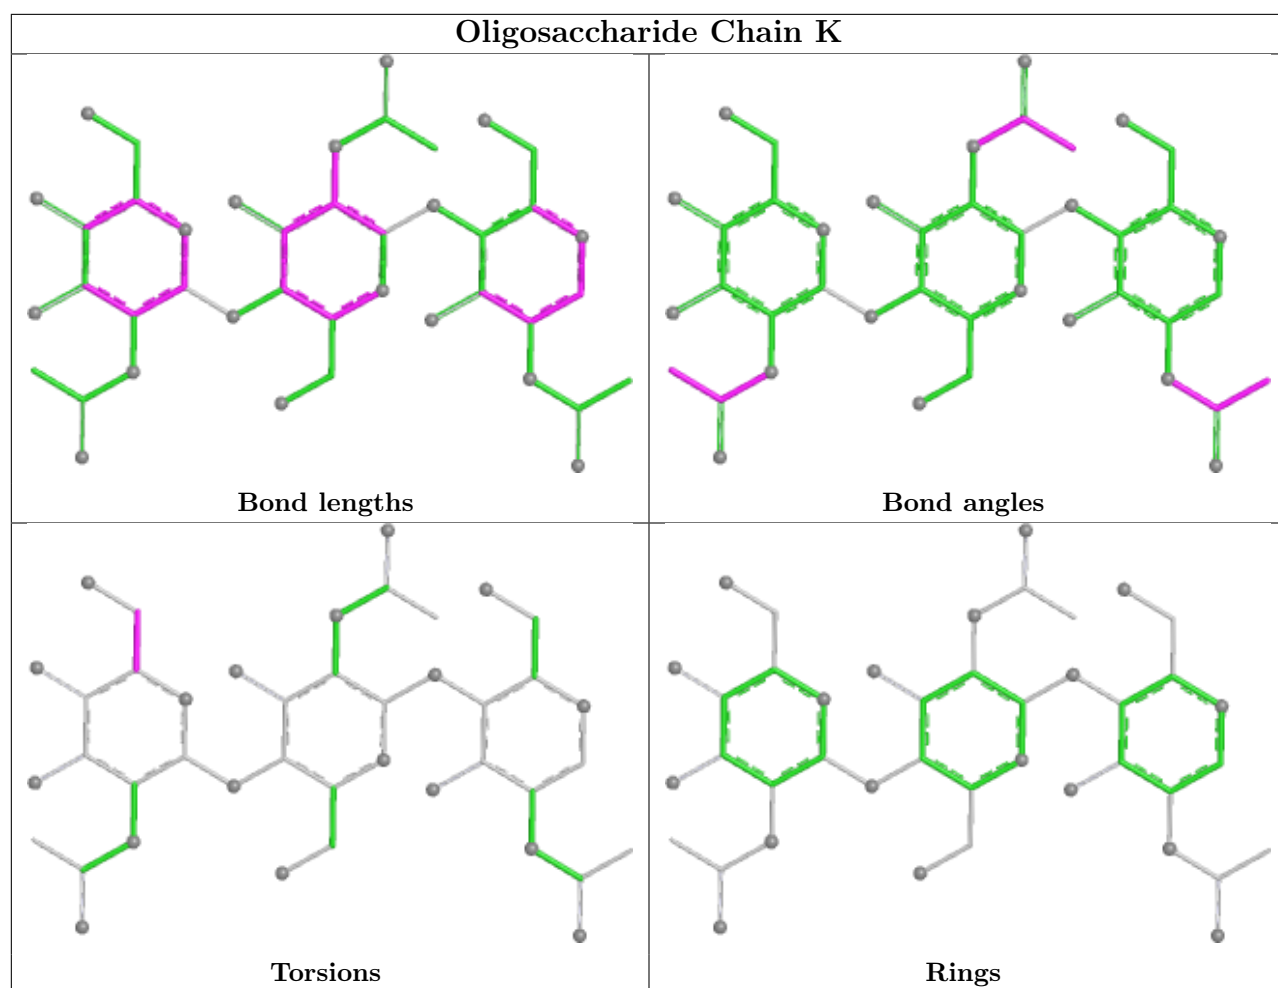 Oligosaccharide Chain K
Bond lengths
Bond angles
Torsions
Rings